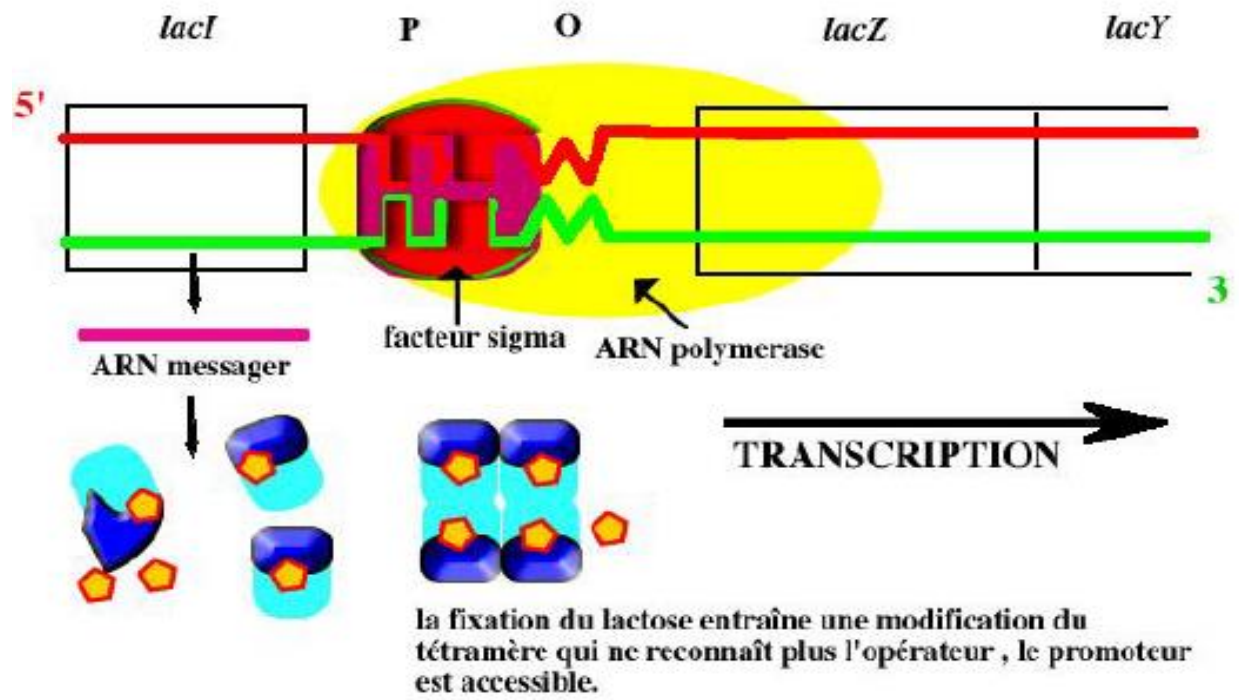 lacI P O lacZ lacY
5'
3
facteur sigma
ARN polymerase
ARN messager
TRANSCRIPTION
la fixation du lactose entraîne une modification du
tétramère qui ne reconnaît plus l'opérateur , le promoteur
est accessible.